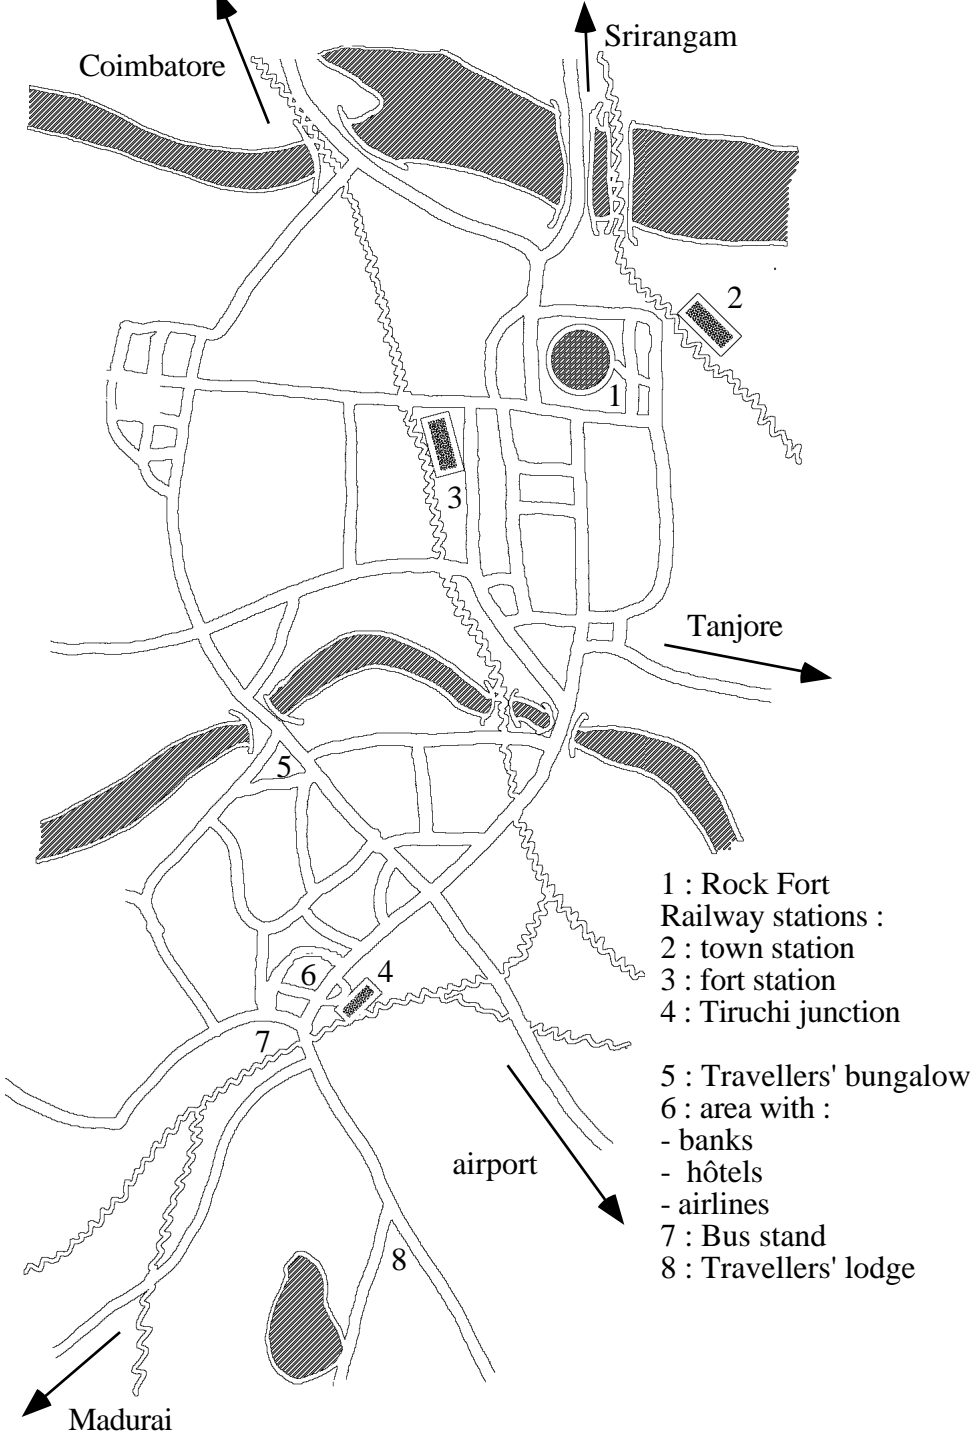 Srirangam
Coimbatore
2
1
3
Tanjore
5
1 : Rock Fort
Railway stations :
2 : town station
3 : fort station
4 : Tiruchi junction
4
6
7
5 : Travellers' bungalow
6 : area with :
- banks
- hôtels
- airlines
7 : Bus stand
8 : Travellers' lodge
airport
8
Madurai